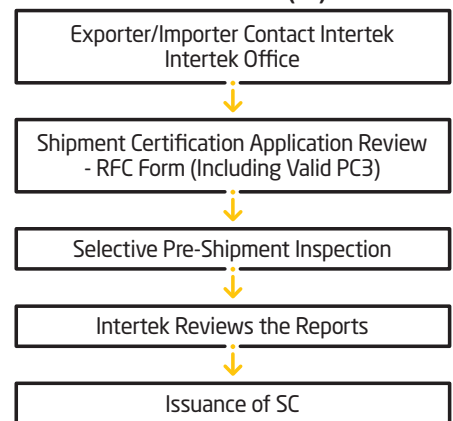 Exporter/Importer Contact Intertek
Intertek Office
Shipment Certification Application Review
- RFC Form (Including Valid PC3)
Selective Pre-Shipment Inspection
Intertek Reviews the Reports
Issuance of SC